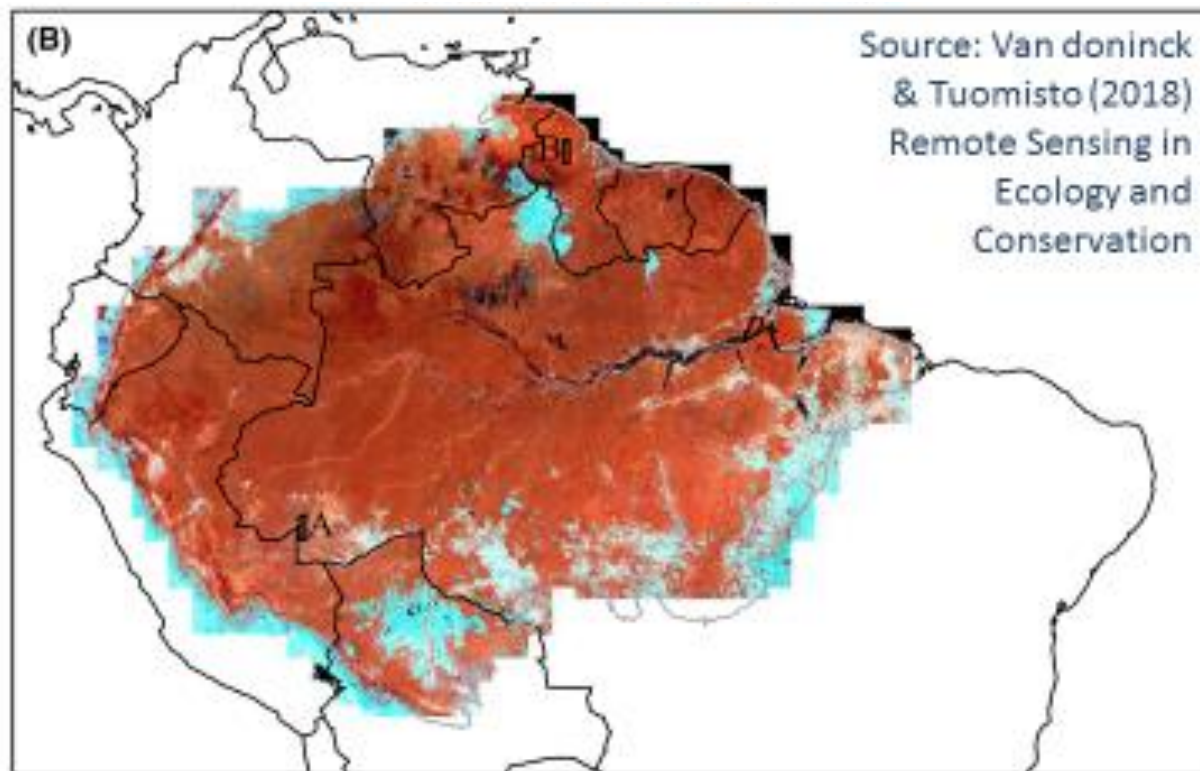 (B)
Source: Van doninck
& Tuomisto (2018)
Remote Sensing in
Ecology and
Conservation
B
A